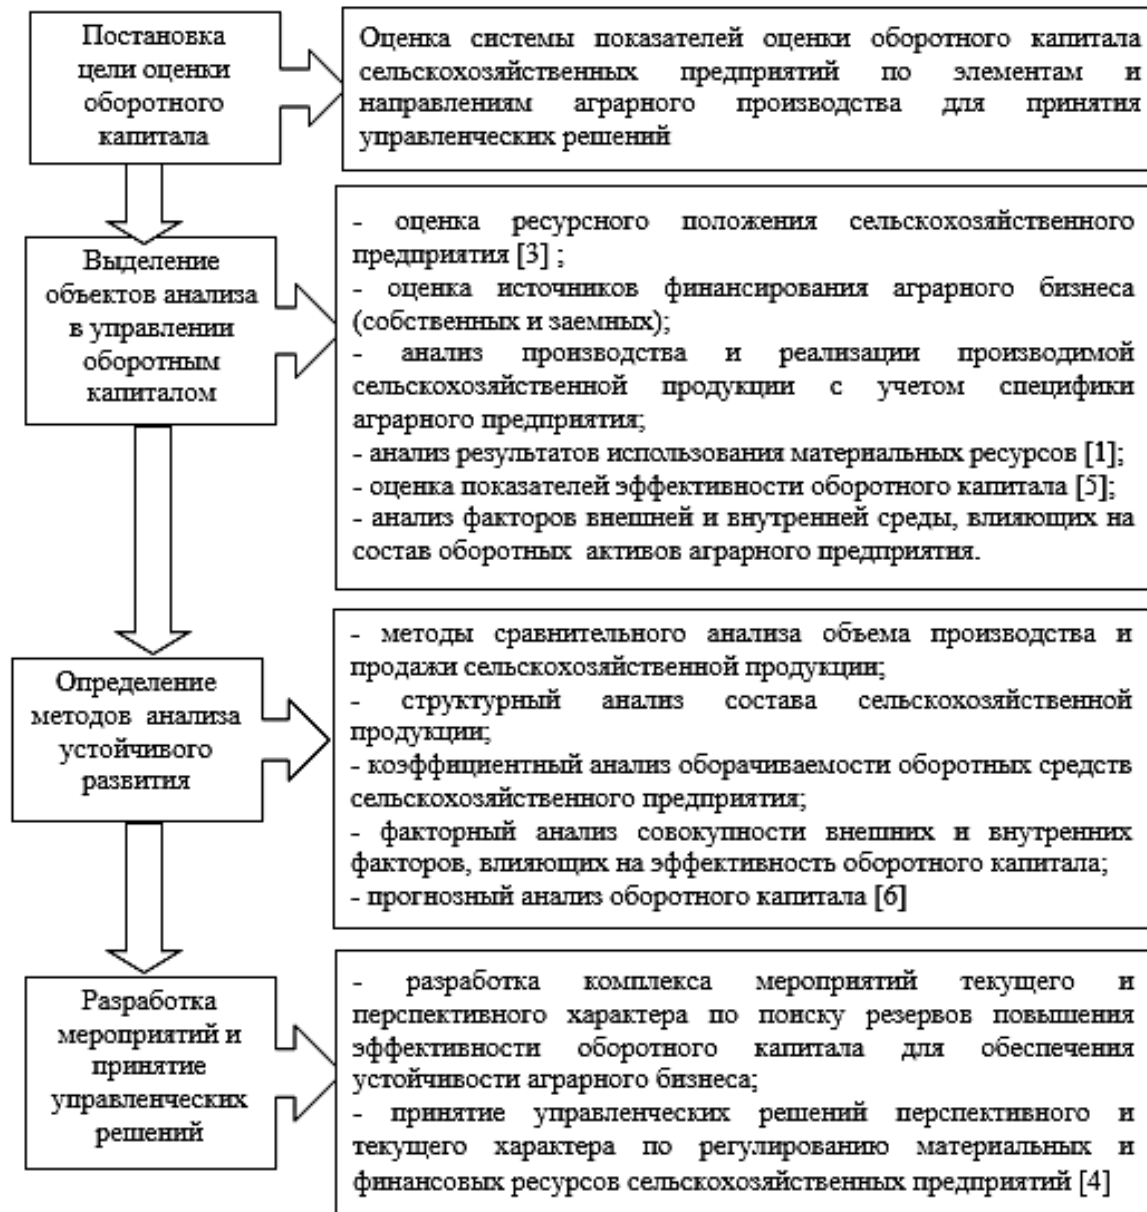 Постановка
цели оценки
оборотного
капитала
Оценка системы показателей оценки оборотного капитала
сельскохозяйственных предприятий по элементам и
направлениям аграрного производства для принятия
управленческих решений
Выделение
объектов анализа
в управлении
оборотным
капиталом
- оценка ресурсного положения сельскохозяйственного
предприятия [3] ;
- оценка источников финансирования аграрного бизнеса
(собственных и заемных);
- анализ производства и реализации производимой
сельскохозяйственной продукции с учетом специфики
аграрного предприятия;
- анализ результатов использования материальных ресурсов [1];
- оценка показателей эффективности оборотного капитала [5];
- анализ факторов внешней и внутренней среды, влияющих на
состав оборотных активов аграрного предприятия.
Определение
методов анализа
устойчивого
развития
- методы сравнительного анализа объема производства и
продажи сельскохозяйственной продукции;
- структурный анализ состава сельскохозяйственной
продукции;
- коэффициентный анализ оборачиваемости оборотных средств
сельскохозяйственного предприятия;
- факторный анализ совокупности внешних и внутренних
факторов, влияющих на эффективность оборотного капитала;
- прогнозный анализ оборотного капитала [6]
Разработка
мероприятий и
принятие
управленческих
решений
- разработка комплекса мероприятий текущего и
перспективного характера по поиску резервов повышения
эффективности оборотного капитала для обеспечения
устойчивости аграрного бизнеса;
- принятие управленческих решений перспективного и
текущего характера по регулированию материальных и
финансовых ресурсов сельскохозяйственных предприятий [4]